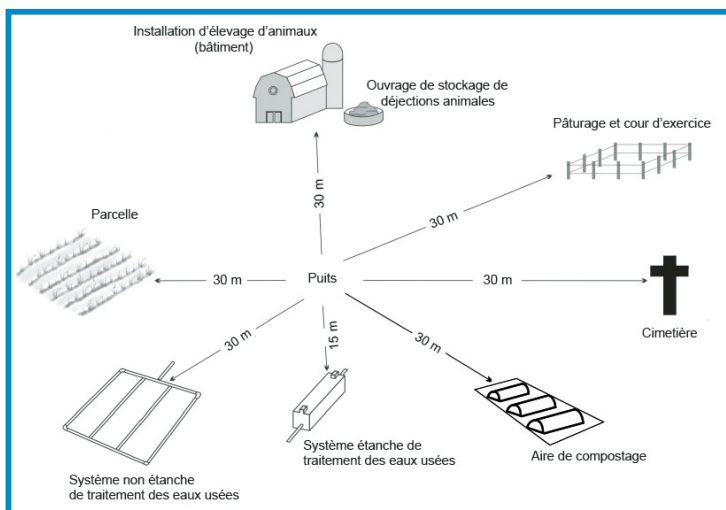 Installation d'élevage d'animaux
(bâtiment)
Ouvrage de stockage de
déjections animales
Pâturage et cour d'exercice
30 m
30 m
Parcelle
30 m
Puits
30 m
Cimetière
30 m
15 m
30 m
Système étanche de
traitement des eaux usées
Aire de compostage
Système non étanche
de traitement des eaux usées